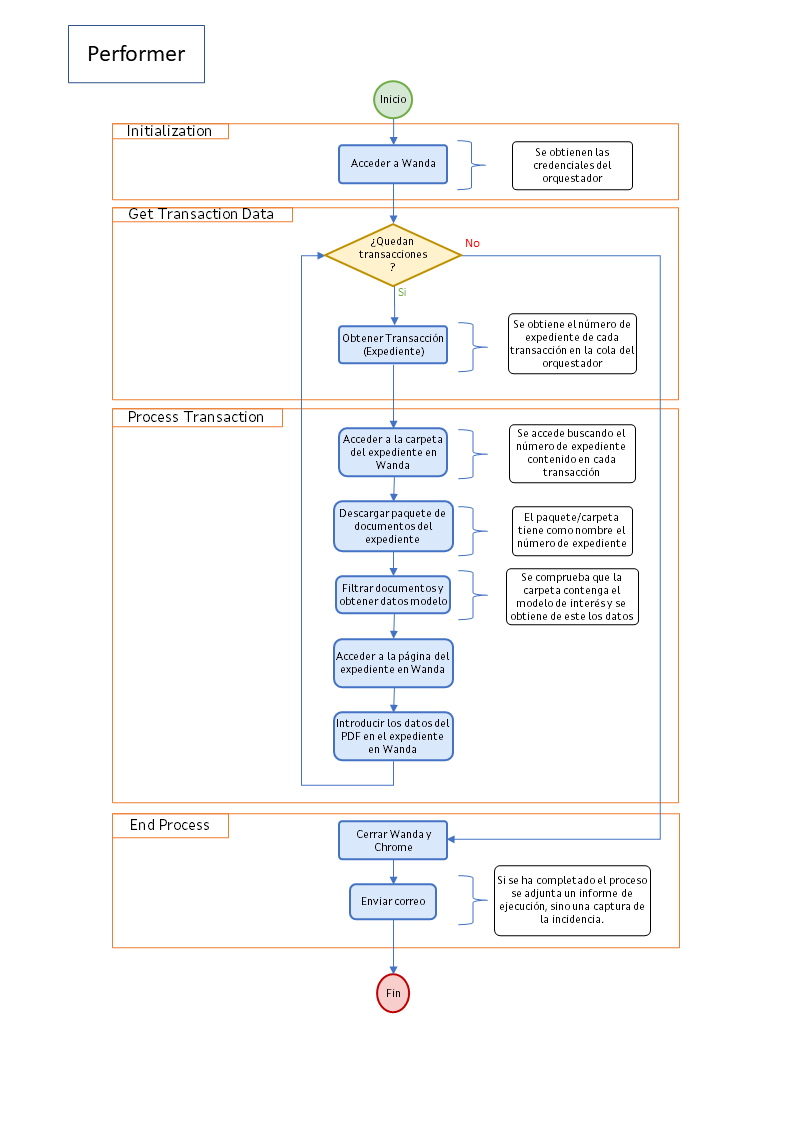 Performer
Inicio
Initialization
Acceder a Wanda
Se obtienen las
credenciales del
orquestador
Get Transaction Data
¿Quedan
transacciones
?
No
Si
Obtener Transacción
(Expediente)
Se obtiene el número de
expediente de cada
transacción en la cola del
orquestador
Process Transaction
Acceder a la carpeta
del expediente en
Wanda
Se accede buscando el
número de expediente
contenido en cada
transacción
Descargar paquete de
documentos del
expediente
El paquete/carpeta
tiene como nombre el
número de expediente
Filtrar documentos y
obtener datos modelo
Se comprueba que la
carpeta contenga el
modelo de interés y se
obtiene de este los datos
Acceder a la página del
expediente en Wanda
Introducir los datos del
PDF en el expediente
en Wanda
End Process
Cerrar Wanda y
Chrome
Enviar correo
Si se ha completado el proceso
se adjunta un informe de
ejecución, sino una captura de
la incidencia.
Fin